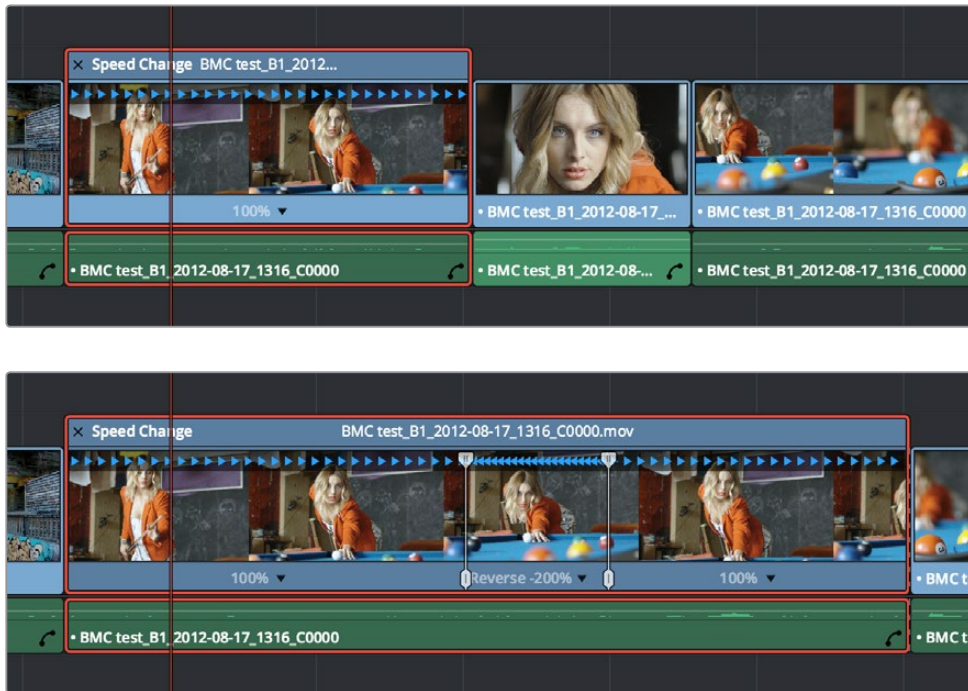 Speed Change BMC test_B1_2012...
100%
• BMC test_B1_2012-08-17_...
• BMC test_B1_2012-08-17_1316_C0000
• BMC test_B1_2012-08-17_1316_C0000
• BMC test_B1_2012-08-...
• BMC test_B1_2012-08-17_1316_C0000
Speed Change BMC test_B1_2012-08-17_1316_C0000.mov
100%
Reverse -200%
100%
• BMC t
• BMC test_B1_2012-08-17_1316_C0000
• BMC t